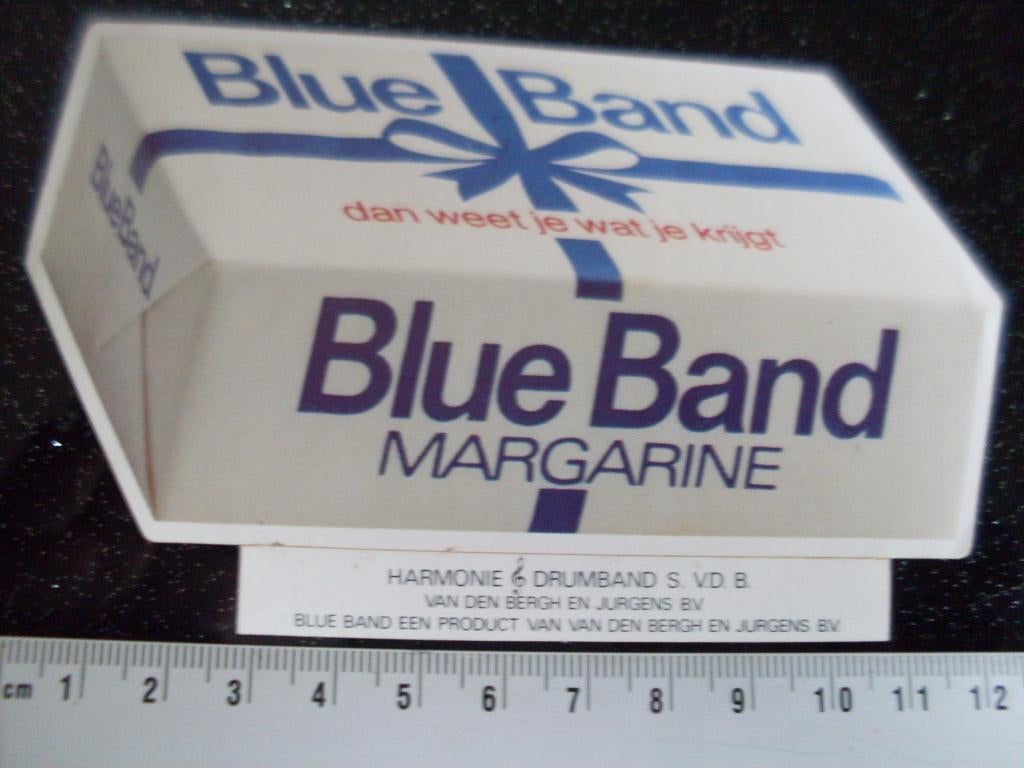 Blue Band
dan weet je wat je krijgt
Blue Band
Blue Band
MARGARINE
HARMONIE DRUMBAND S. V.D. B.
VAN DEN BERGH EN JURGENS B.V.
BLUE BAND EEN PRODUCT VAN VAN DEN BERGH EN JURGENS B.V.
cm 1 2 3 4 5 6 7 8 9 10 11 12